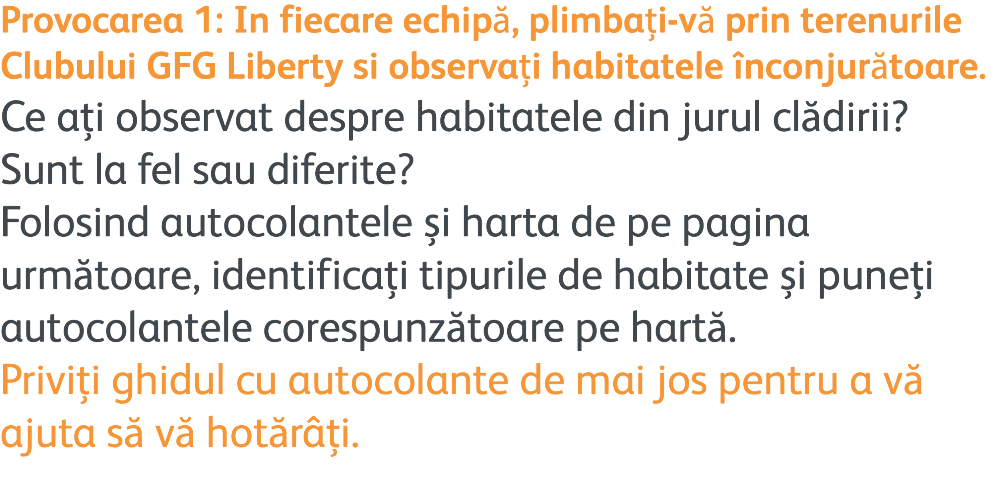 Provocarea 1: In fiecare echipă, plimbați-vă prin terenurile
Clubului GFG Liberty si observați habitatele înconjurătoare.
Ce ați observat despre habitatele din jurul clădirii?
Sunt la fel sau diferite?
Folosind autocolantele și harta de pe pagina
următoare, identificați tipurile de habitate și puneți
autocolantele corespunzătoare pe hartă.
Priviți ghidul cu autocolante de mai jos pentru a vă
ajuta să vă hotărâți.